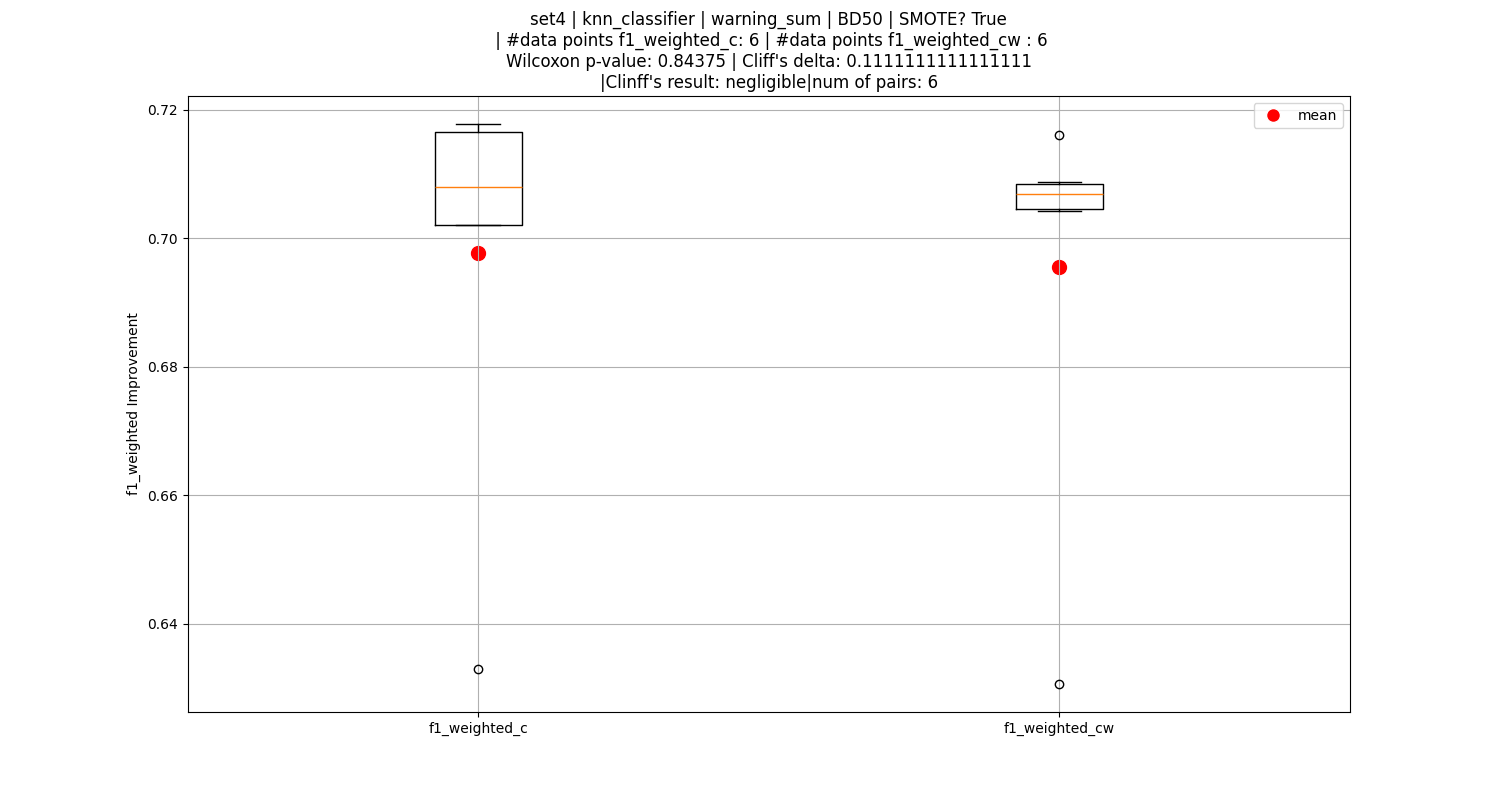 set4 | knn_classifier | warning_sum | BD50 | SMOTE? True
| #data points f1_weighted_c: 6 | #data points f1_weighted_cw : 6
Wilcoxon p-value: 0.84375 | Cliff's delta: 0.1111111111111111
|Clinff's result: negligible|num of pairs: 6
mean
f1_weighted Improvement
0.72
0.70
0.68
0.66
0.64
f1_weighted_c
f1_weighted_cw